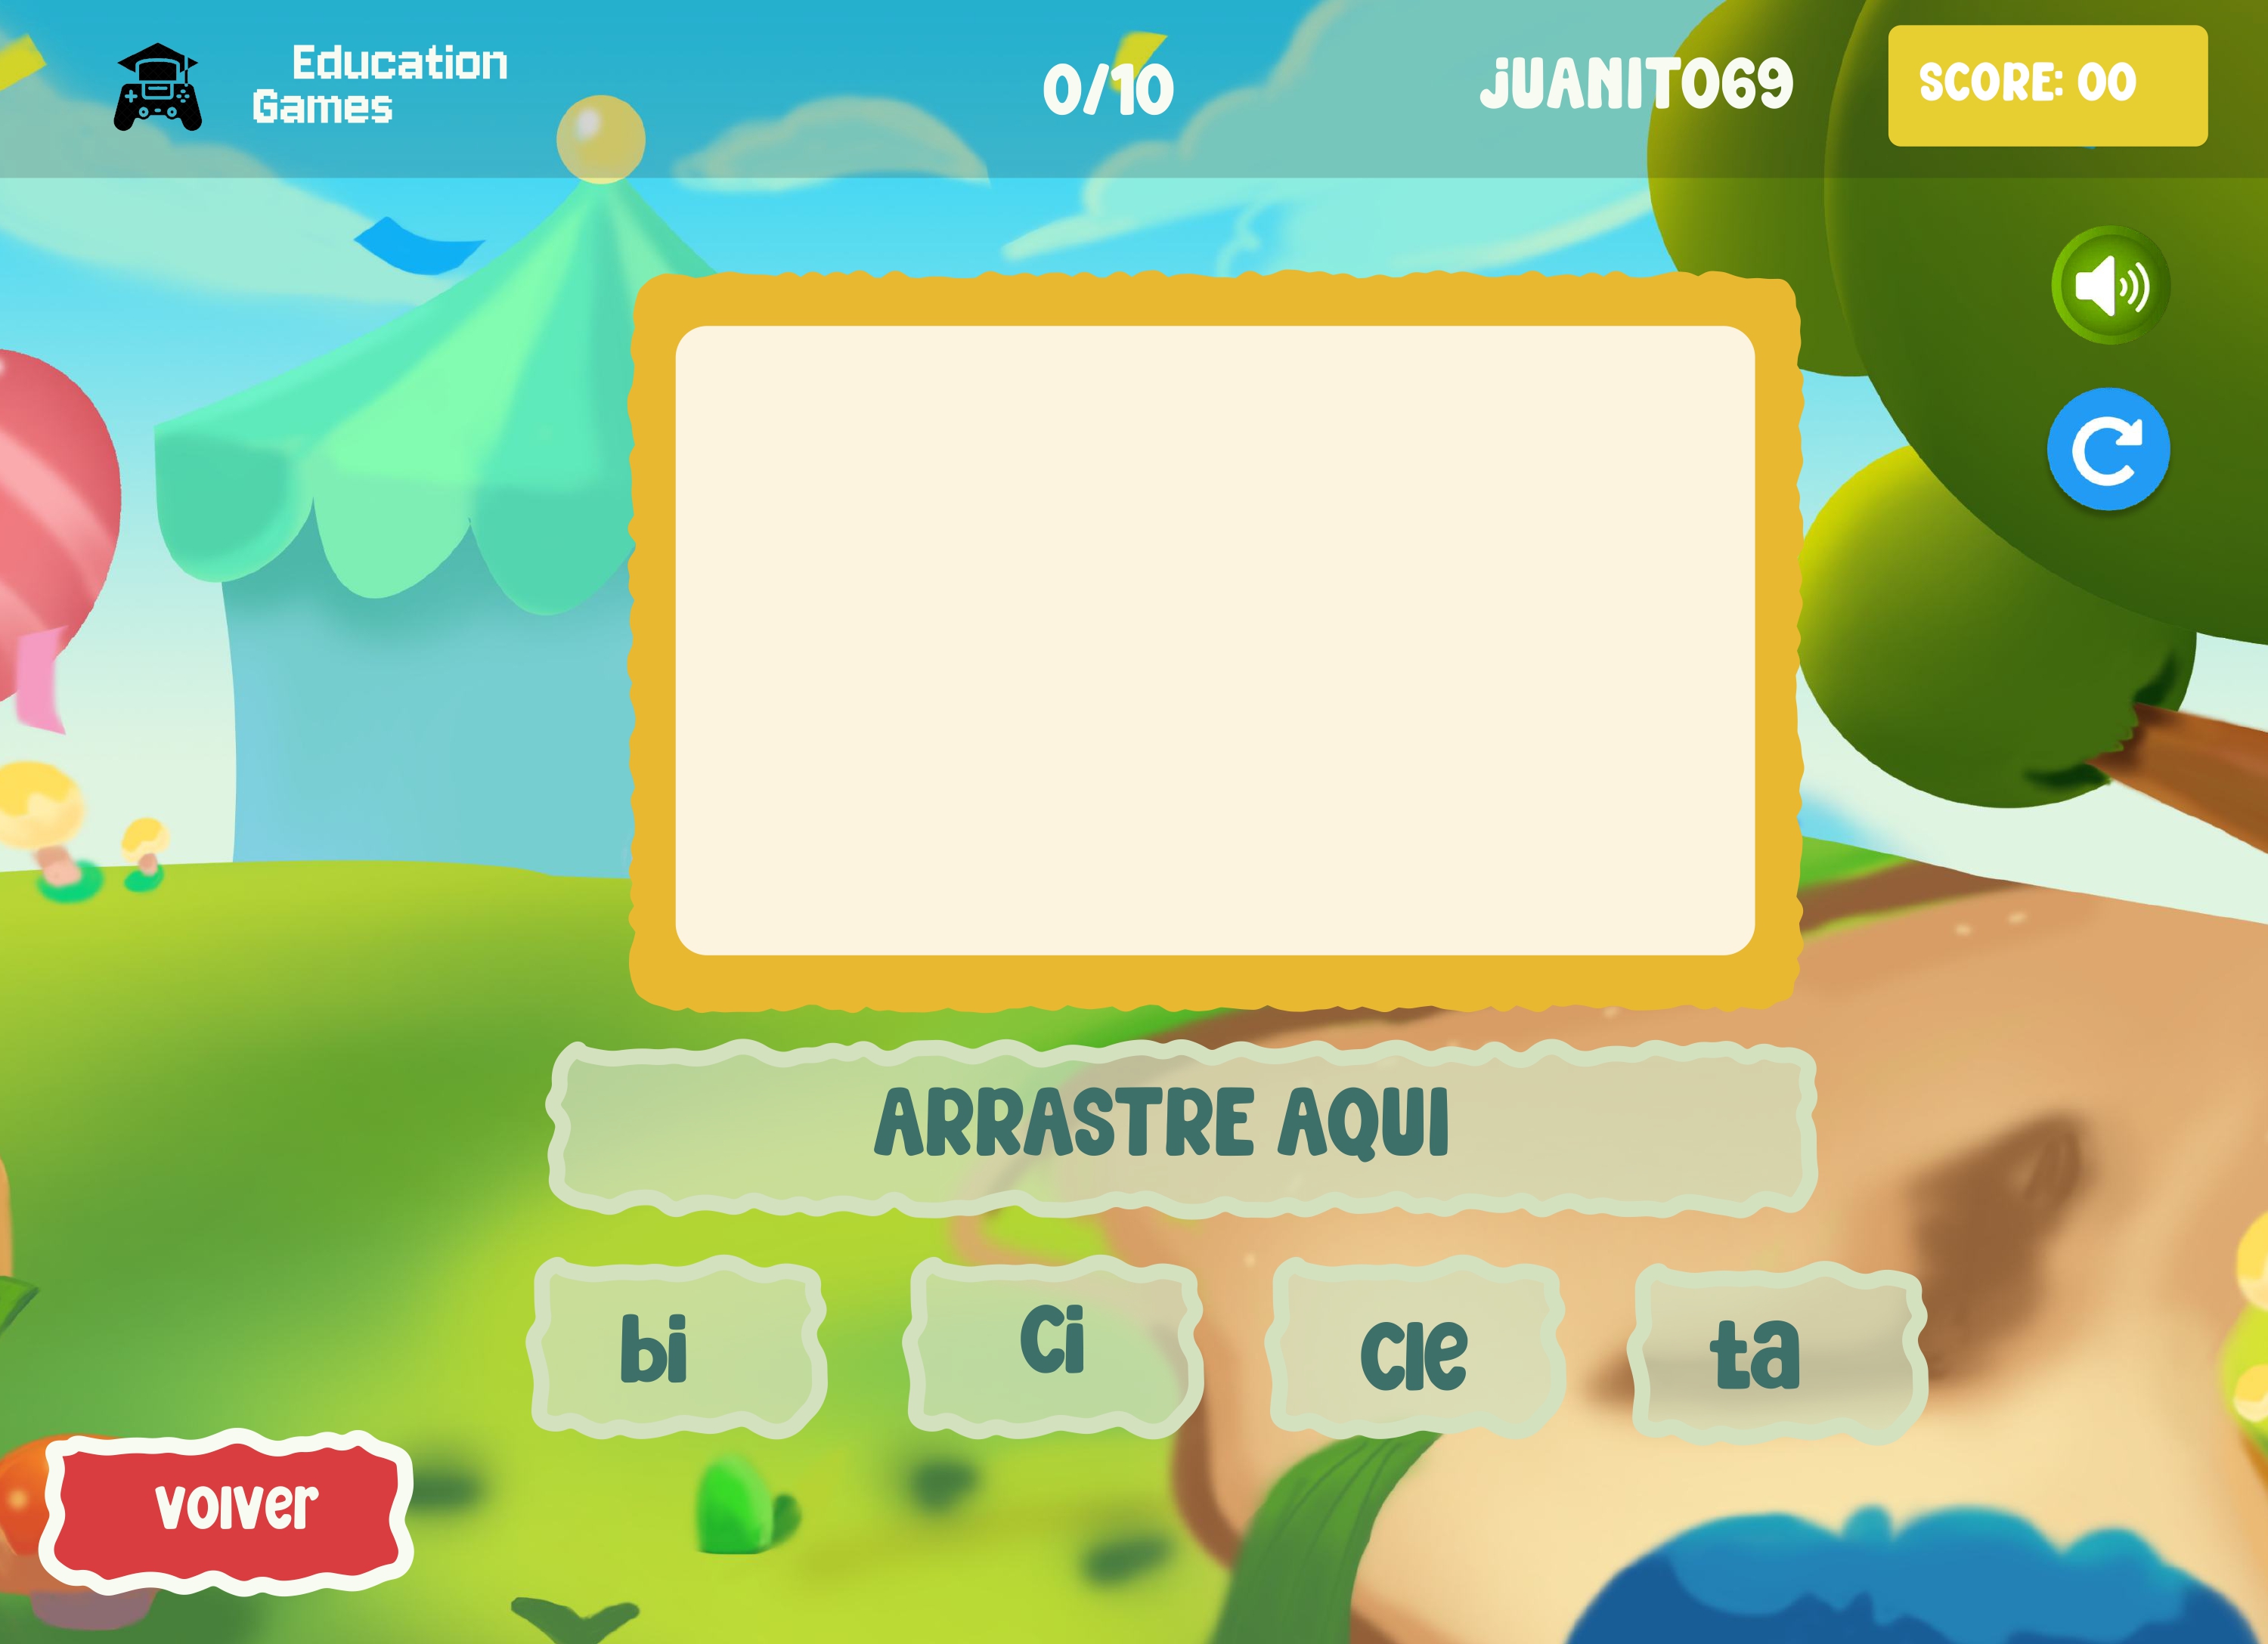 Education
Games
0/10
JUANITO69
SCORE: 00
ARRASTRE AQUI
bi
Ci
cle
ta
volver